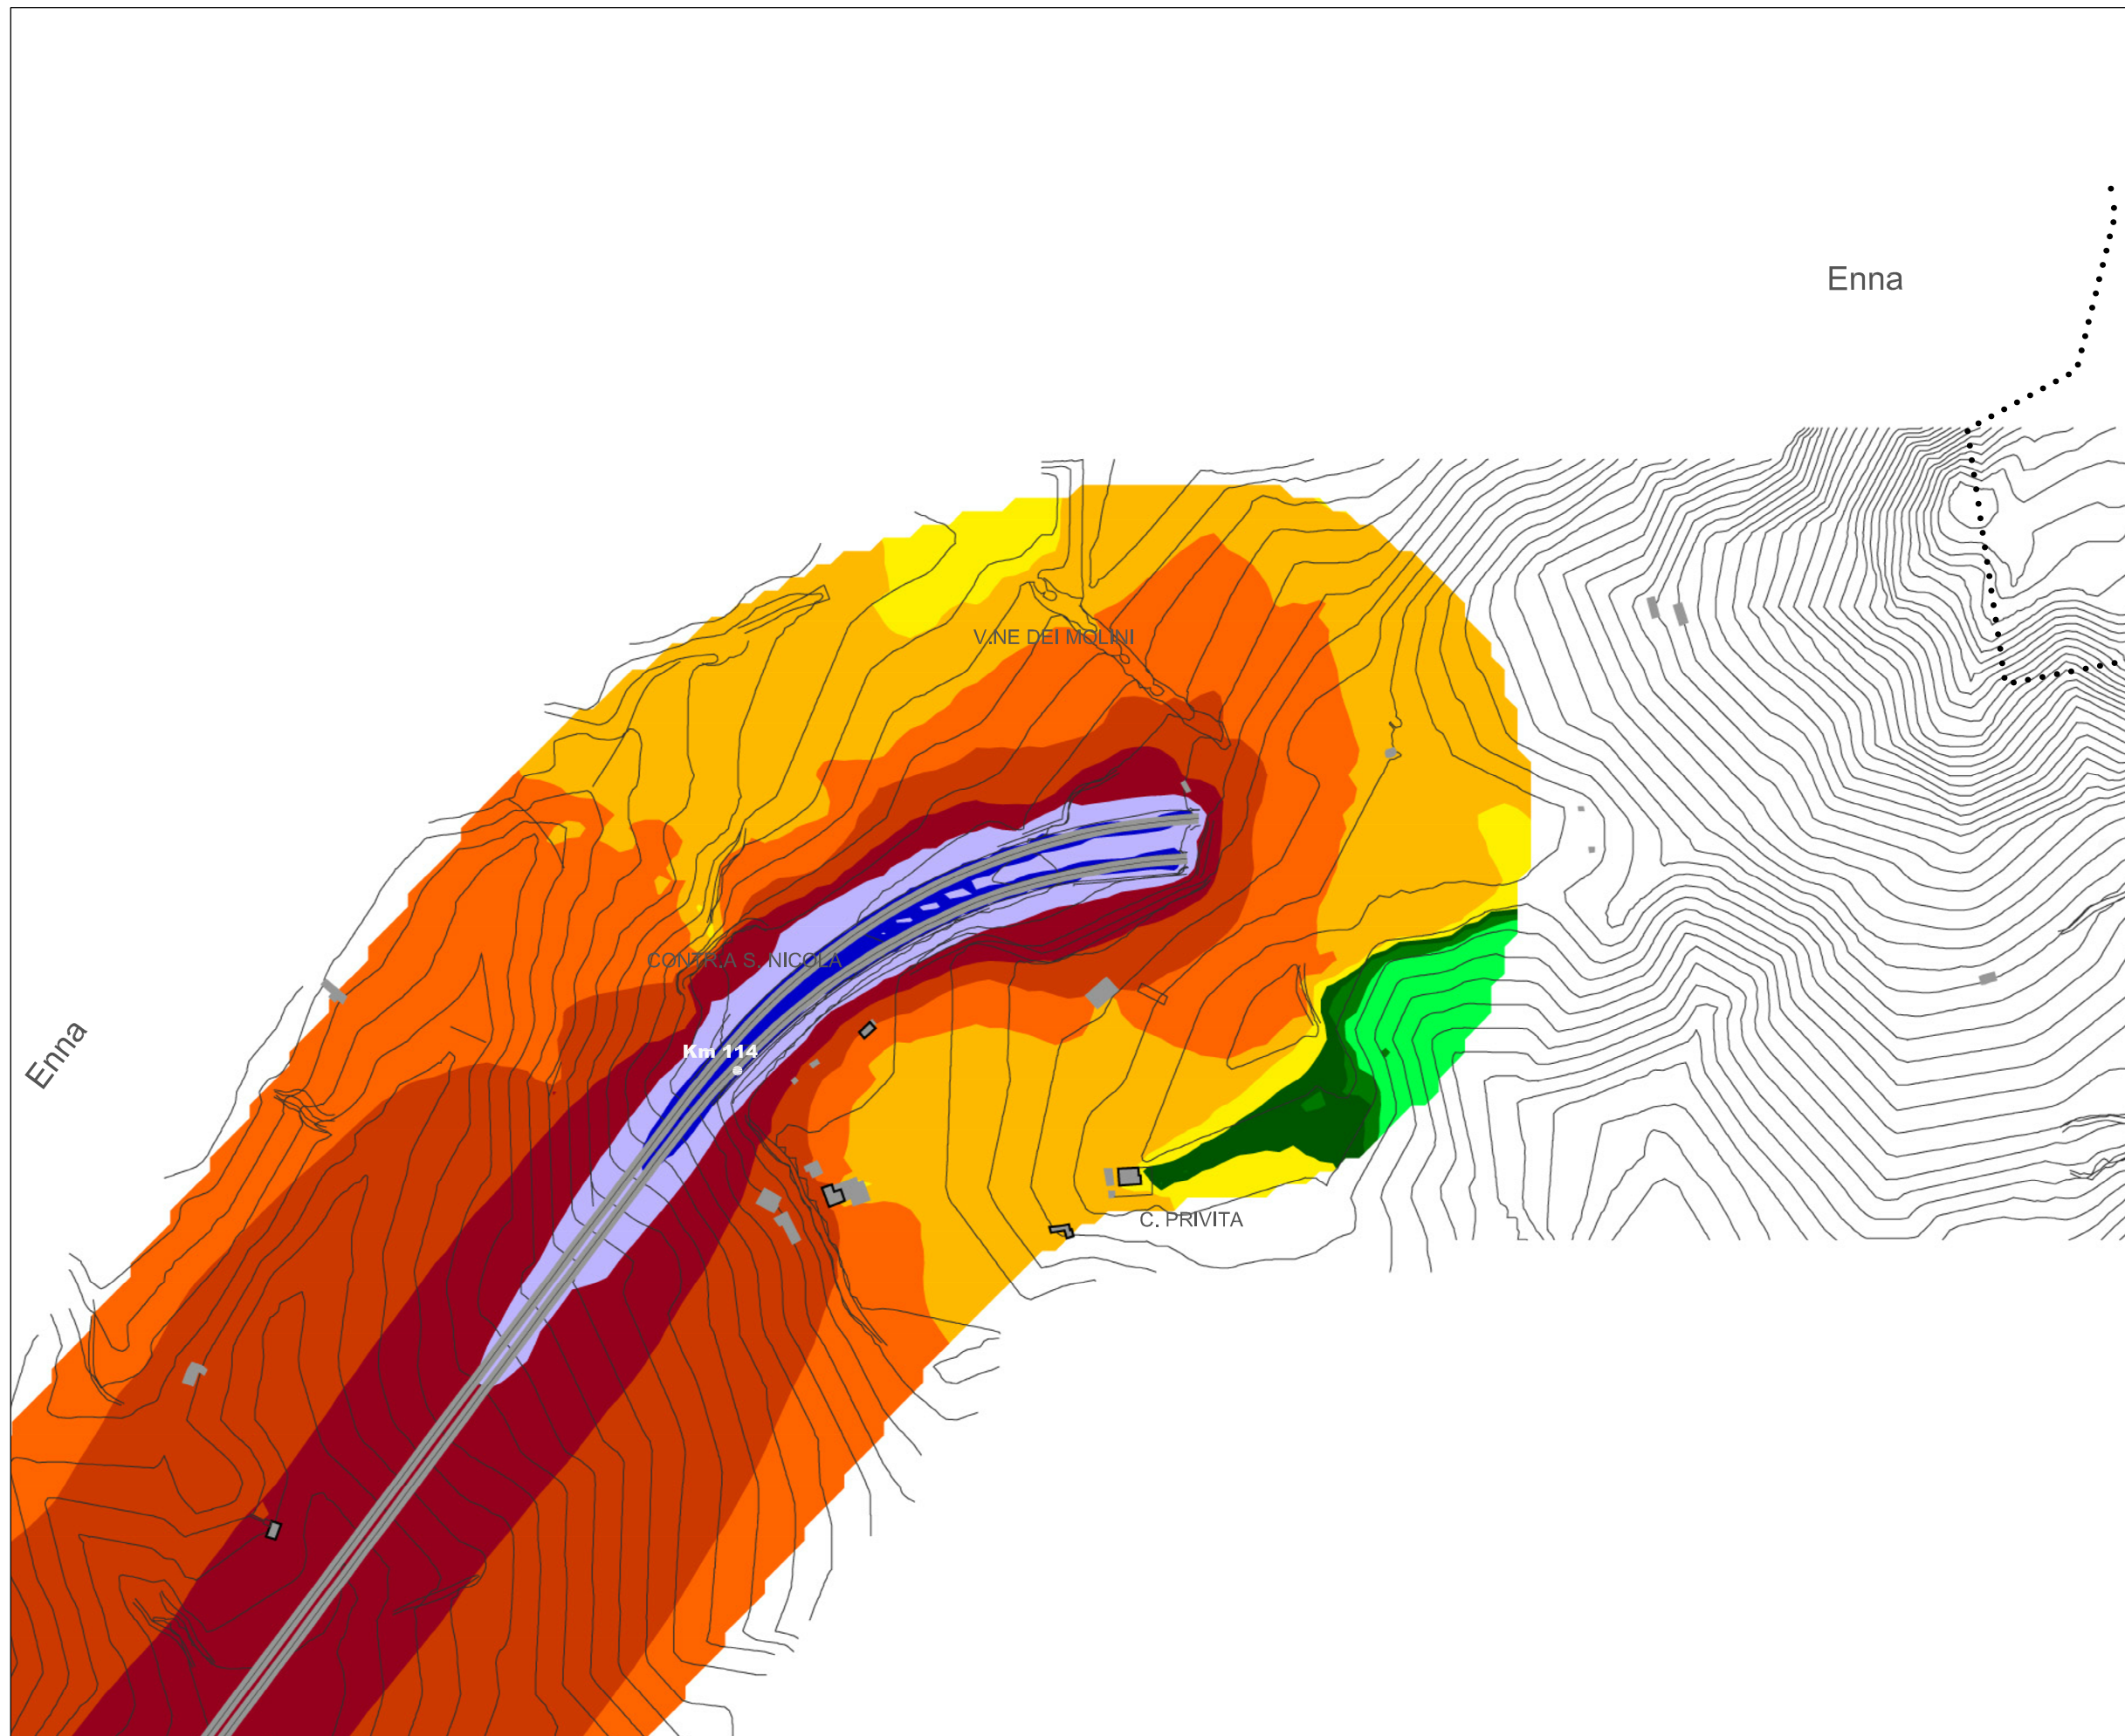 Enna
V.NE DEI MOLINI
CONTR.A S. NICOLA
Enna
Km 114
C. PRIVITA